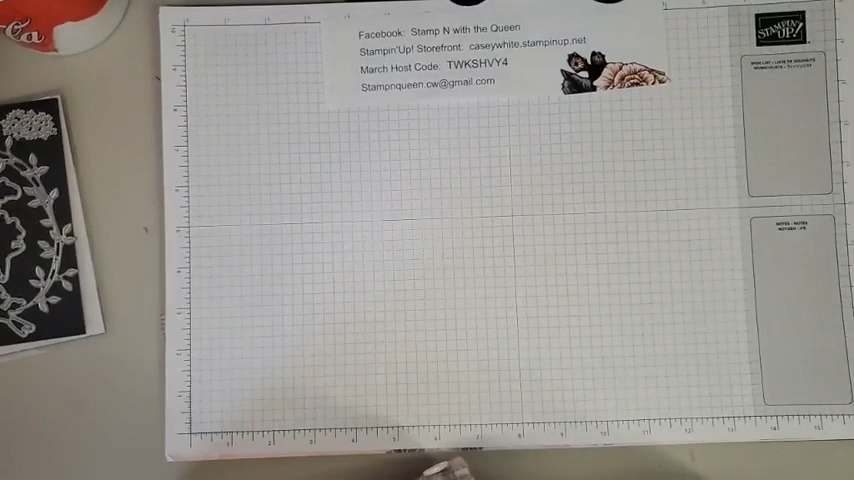 Ca
Facebook: Stamp N with the Queen
Stampin'Up! Storefront: caseywhite.stampinup.net
March Host Code: TWKSHVY4
Stampnqueen.cw@gmail.com
STAMPIN' UP!